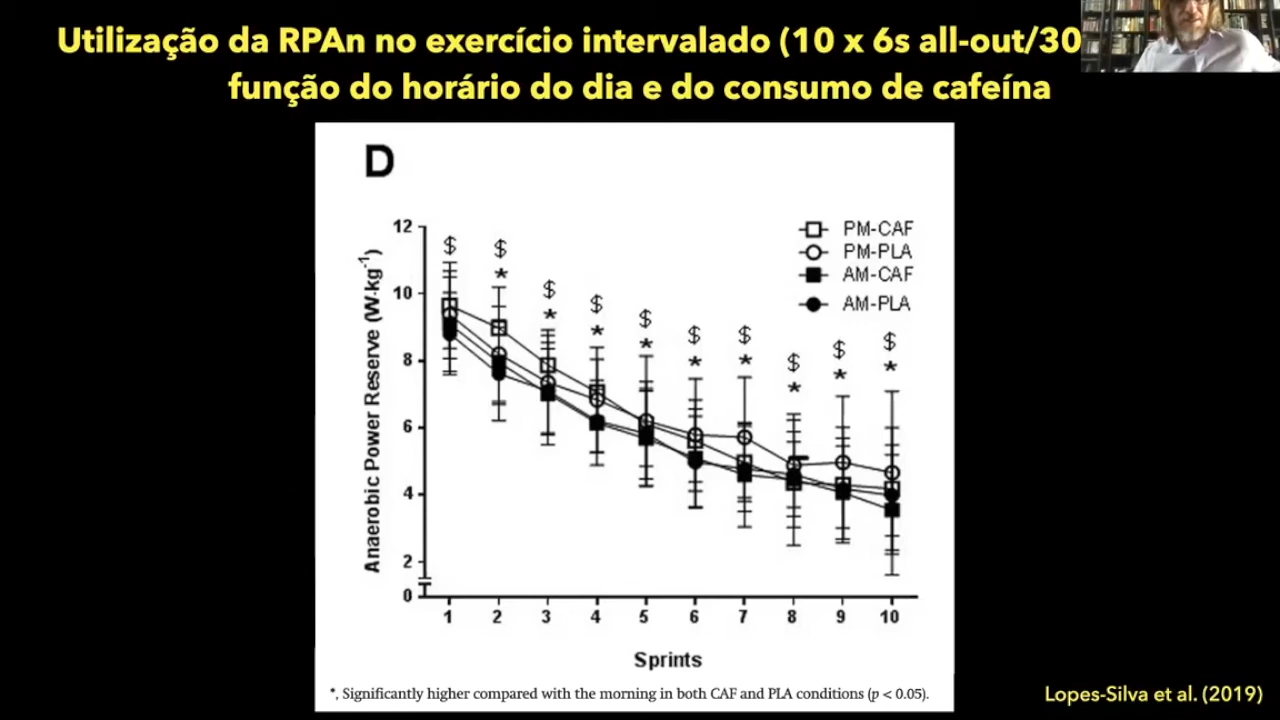 Utilização da RPAn no exercício intervalado (10 x 6s all-out/30
função do horário do dia e do consumo de cafeína
D
12
10
8
6
4
2
0
Anaerobic Power Reserve (W·kg⁻¹)
PM-CAF
PM-PLA
AM-CAF
AM-PLA
$ $ $ $ $ $ $ $ $ $
* * * * * * * * *
1 2 3 4 5 6 7 8 9 10
Sprints
*, Significantly higher compared with the morning in both CAF and PLA conditions (p < 0.05).
Lopes-Silva et al. (2019)